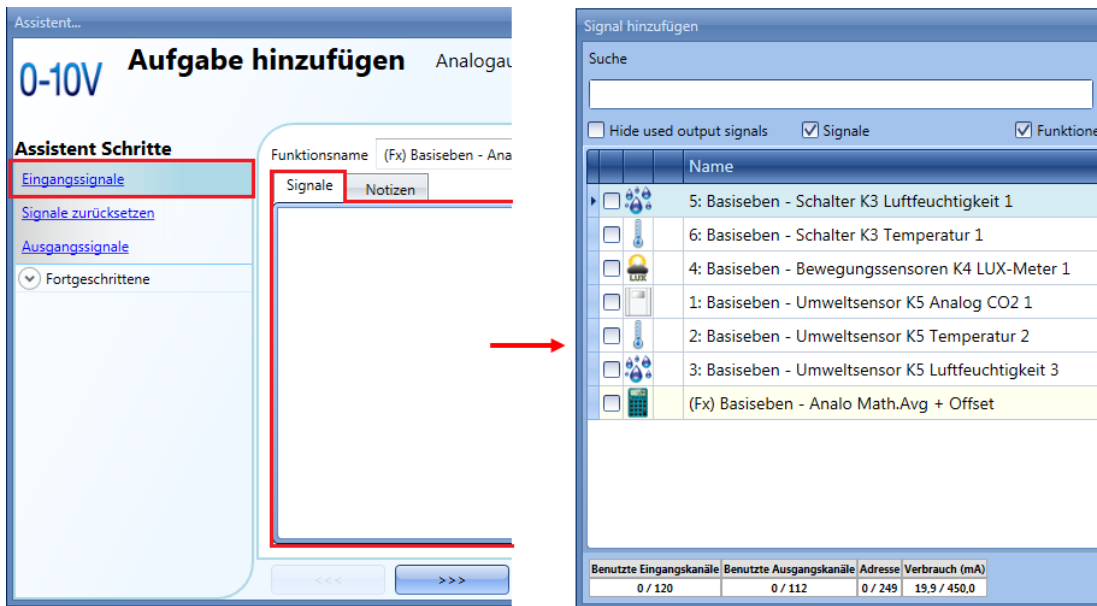 Assistent...
0-10V
Aufgabe hinzufügen
Analogau
Assistent Schritte
Eingangssignale
Signale zurücksetzen
Ausgangssignale
Fortgeschrittene
Funktionsname (Fx) Basiseben - Ana
Signale Notizen
<<< >>>
Signal hinzufügen
Suche
Hide used output signals Signale Funktione
Name
5: Basiseben - Schalter K3 Luftfeuchtigkeit 1
6: Basiseben - Schalter K3 Temperatur 1
LUX 4: Basiseben - Bewegungssensoren K4 LUX-Meter 1
1: Basiseben - Umweltsensor K5 Analog CO2 1
2: Basiseben - Umweltsensor K5 Temperatur 2
3: Basiseben - Umweltsensor K5 Luftfeuchtigkeit 3
(Fx) Basiseben - Analo Math.Avg + Offset
Benutzte Eingangskanäle Benutzte Ausgangskanäle Adresse Verbrauch (mA)
0 / 120 0 / 112 0 / 249 19,9 / 450,0